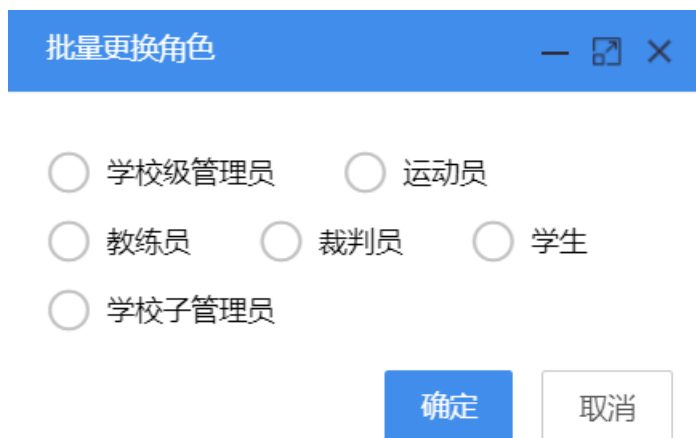 批量更换角色
学校级管理员 运动员
教练员 裁判员 学生
学校子管理员
确定 取消